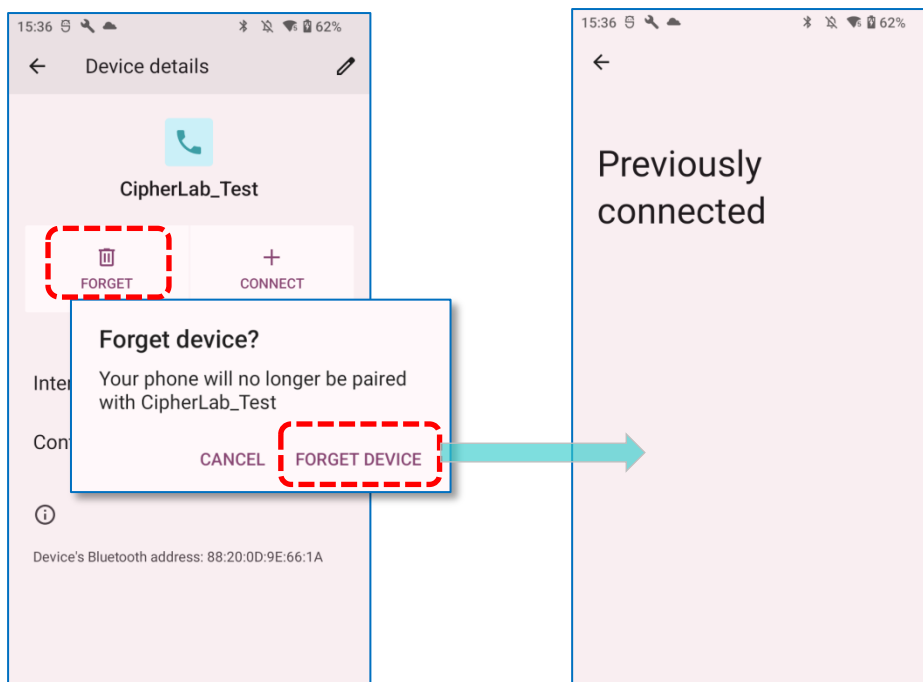 15:36 62%
Device details
CipherLab_Test
FORGET CONNECT
Forget device?
Your phone will no longer be paired
with CipherLab_Test
CANCEL FORGET DEVICE
Inter
Con
Device's Bluetooth address: 88:20:0D:9E:66:1A
15:36 62%
Previously
connected